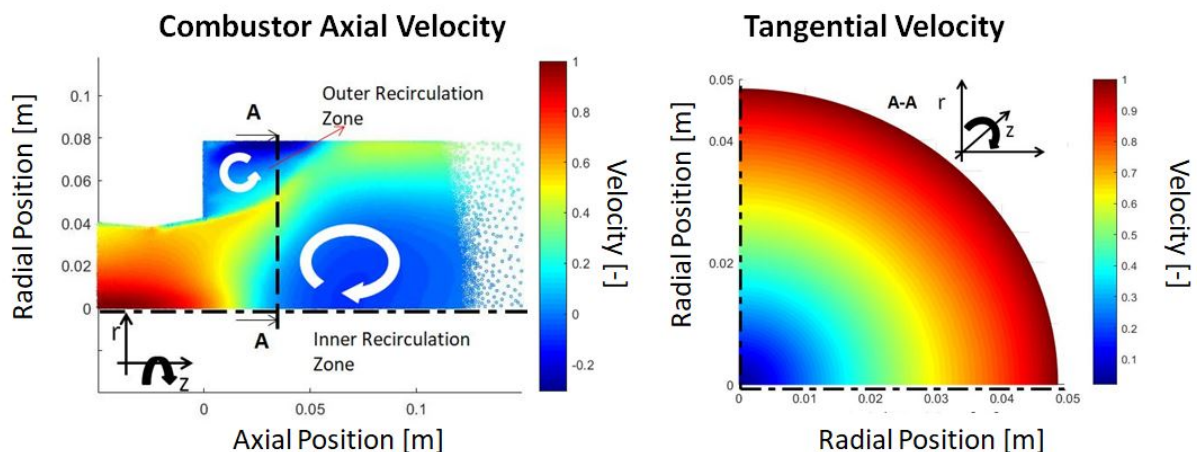 Combustor Axial Velocity
Radial Position [m]
0.1
0.08
0.06
0.04
0.02
0
A
Outer Recirculation
Zone
A
Inner Recirculation
Zone
r
z
0
0.05
0.1
Axial Position [m]
1
0.8
0.6
0.4
0.2
0
-0.2
Velocity [-]
Tangential Velocity
Radial Position [m]
0.05
0.04
0.02
0
A-A
r
z
0
0.01
0.02
0.03
0.04
0.05
Radial Position [m]
1
0.9
0.8
0.7
0.6
0.5
0.4
0.3
0.2
0.1
Velocity [-]